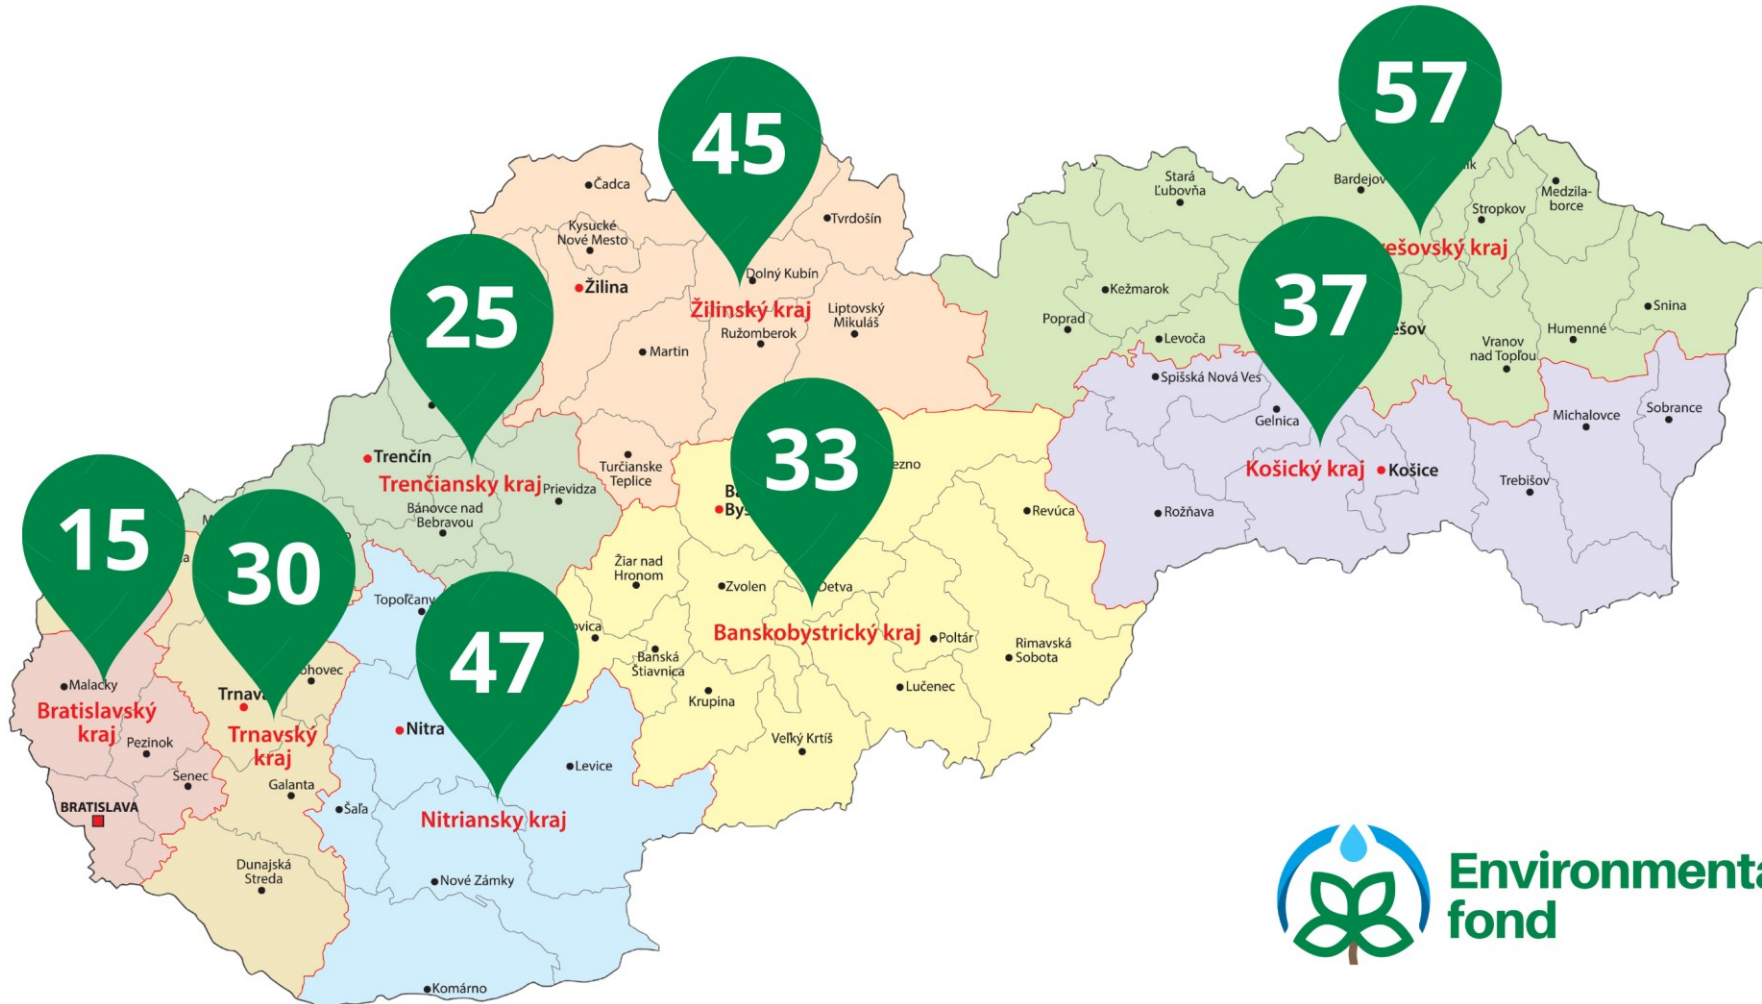 57
45
Čadca
Stará
Ľubovňa
Bardejov
Medzila-
borce
Stropkov
Tvrdošín
Kysucké
Nové Mesto
Dolný Kubín
Žilina
Žilinský kraj
Liptovský
Mikuláš
Ružomberok
Martin
25
37
Kežmarok
Poprad
Levoča
Snina
Humenné
Vranov
nad Topľou
Spišská Nová Ves
Gelnica
Michalovce
Sobrance
Trenčín
Trenčiansky kraj
Prievidza
Bánovce nad
Bebravou
Turčianske
Teplice
33
Košický kraj
Košice
Trebišov
Rožňava
Revúca
15
30
Žiar nad
Hronom
Zvolen
Detva
Topoľčany
47
Banskobystrický kraj
Poltár
Rimavská
Sobota
Banská
Štiavnica
Krupina
Lučenec
Veľký Krtíš
Malacky
Bratislavský
kraj
Pezinok
Senec
BRATISLAVA
Trnava
Trnavský
kraj
Galanta
Dunajská
Streda
Nitra
Levice
Šaľa
Nitriansky kraj
Nové Zámky
Komárno
Environmenta
fond